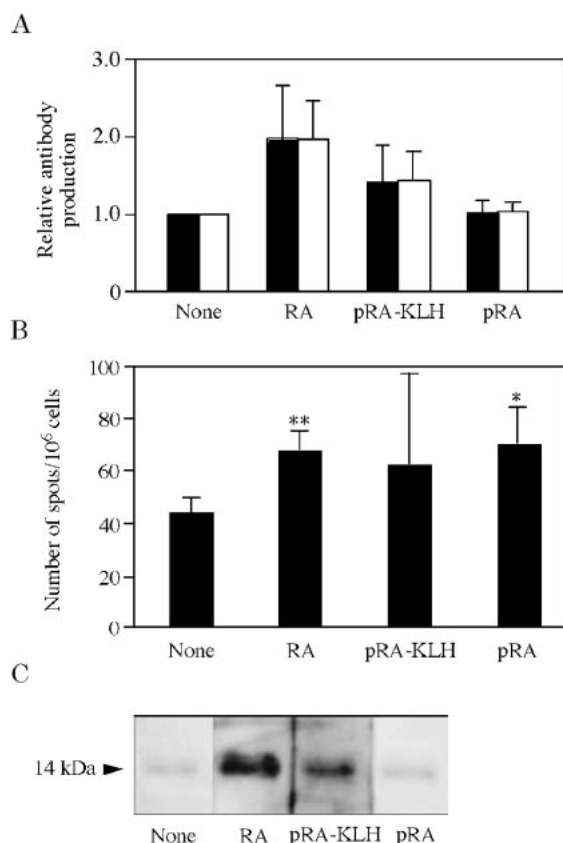 A
Relative antibody
production
3.0
2.0
1.0
0
None RA pRA-KLH pRA
B
Number of spots/10⁶ cells
100
80
60
40
20
0
** *
None RA pRA-KLH pRA
C
14 kDa
None RA pRA-KLH pRA